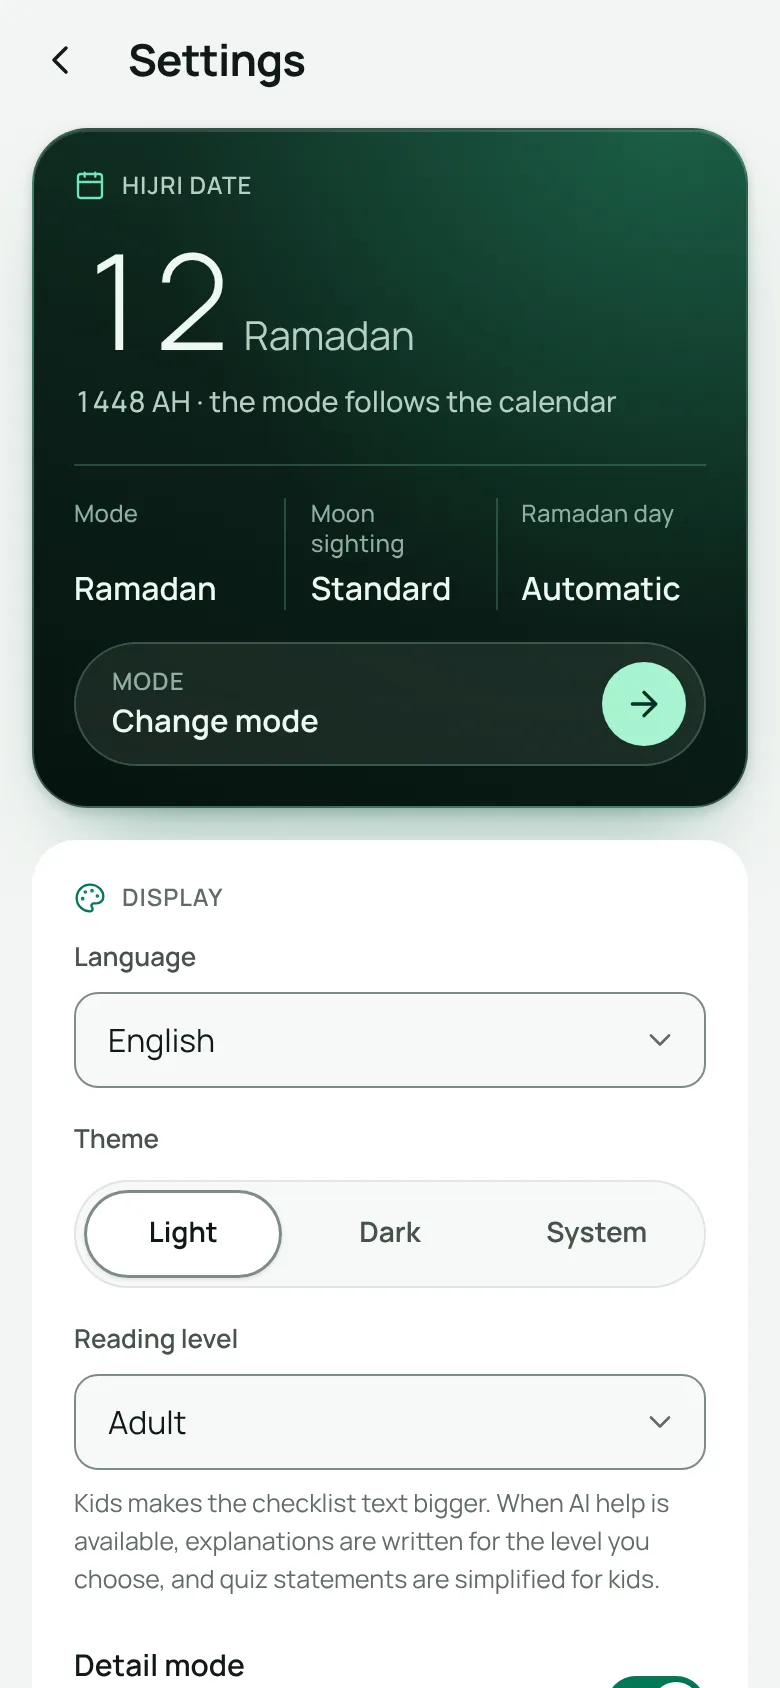 Settings
HIJRI DATE
12 Ramadan
1448 AH · the mode follows the calendar
Mode
Ramadan
Moon
sighting
Standard
Ramadan day
Automatic
MODE
Change mode
DISPLAY
Language
English
Theme
Light
Dark
System
Reading level
Adult
Kids makes the checklist text bigger. When AI help is
available, explanations are written for the level you
choose, and quiz statements are simplified for kids.
Detail mode